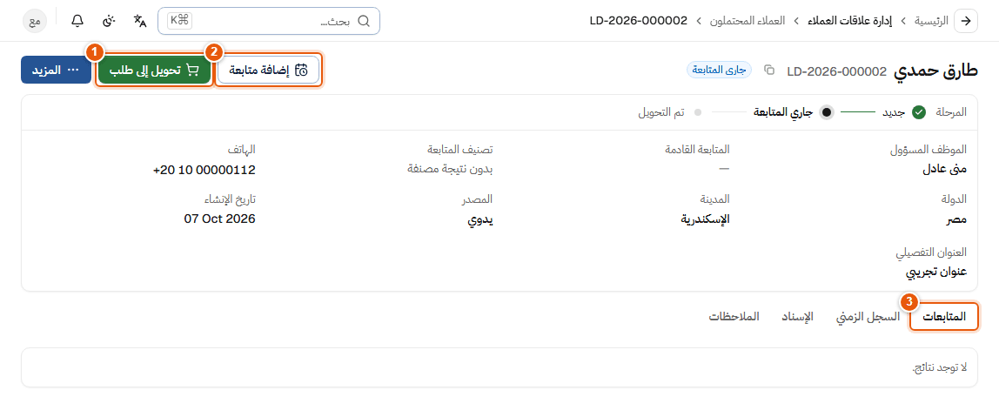 الرئيسية > إدارة علاقات العملاء > العملاء المحتملون > LD-2026-000002
بحث... K⌘
مع
طارق حمدي LD-2026-000002 جاري المتابعة
2 إضافة متابعة
1 تحويل إلى طلب
المزيد ...
المرحلة جديد جاري المتابعة تم التحويل
الموظف المسؤول المتابعة القادمة تصنيف المتابعة الهاتف
منى عادل — بدون نتيجة مصنفة +20 10 00000112
الدولة المدينة المصدر تاريخ الإنشاء
مصر الإسكندرية يدوي 07 Oct 2026
العنوان التفصيلي
عنوان تجريبي
3 المتابعات السجل الزمني الإسناد الملاحظات
لا توجد نتائج.